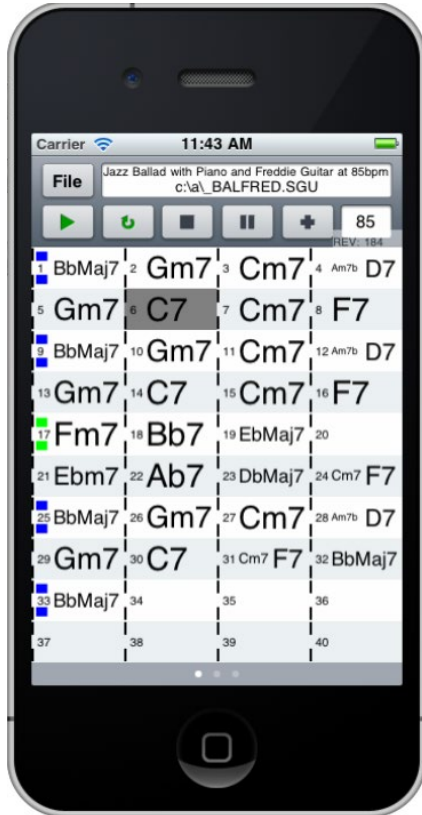 Carrier 11:43 AM
File
Jazz Ballad with Piano and Freddie Guitar at 85bpm
c:\a\_BALFRED.SGU
85
REV: 184
1 BbMaj7 2 Gm7 3 Cm7 4 Am7b D7
5 Gm7 6 C7 7 Cm7 8 F7
9 BbMaj7 10 Gm7 11 Cm7 12 Am7b D7
13 Gm7 14 C7 15 Cm7 16 F7
17 Fm7 18 Bb7 19 EbMaj7 20
21 Ebm7 22 Ab7 23 DbMaj7 24 Cm7 F7
25 BbMaj7 26 Gm7 27 Cm7 28 Am7b D7
29 Gm7 30 C7 31 Cm7 F7 32 BbMaj7
33 BbMaj7 34 35 36
37 38 39 40